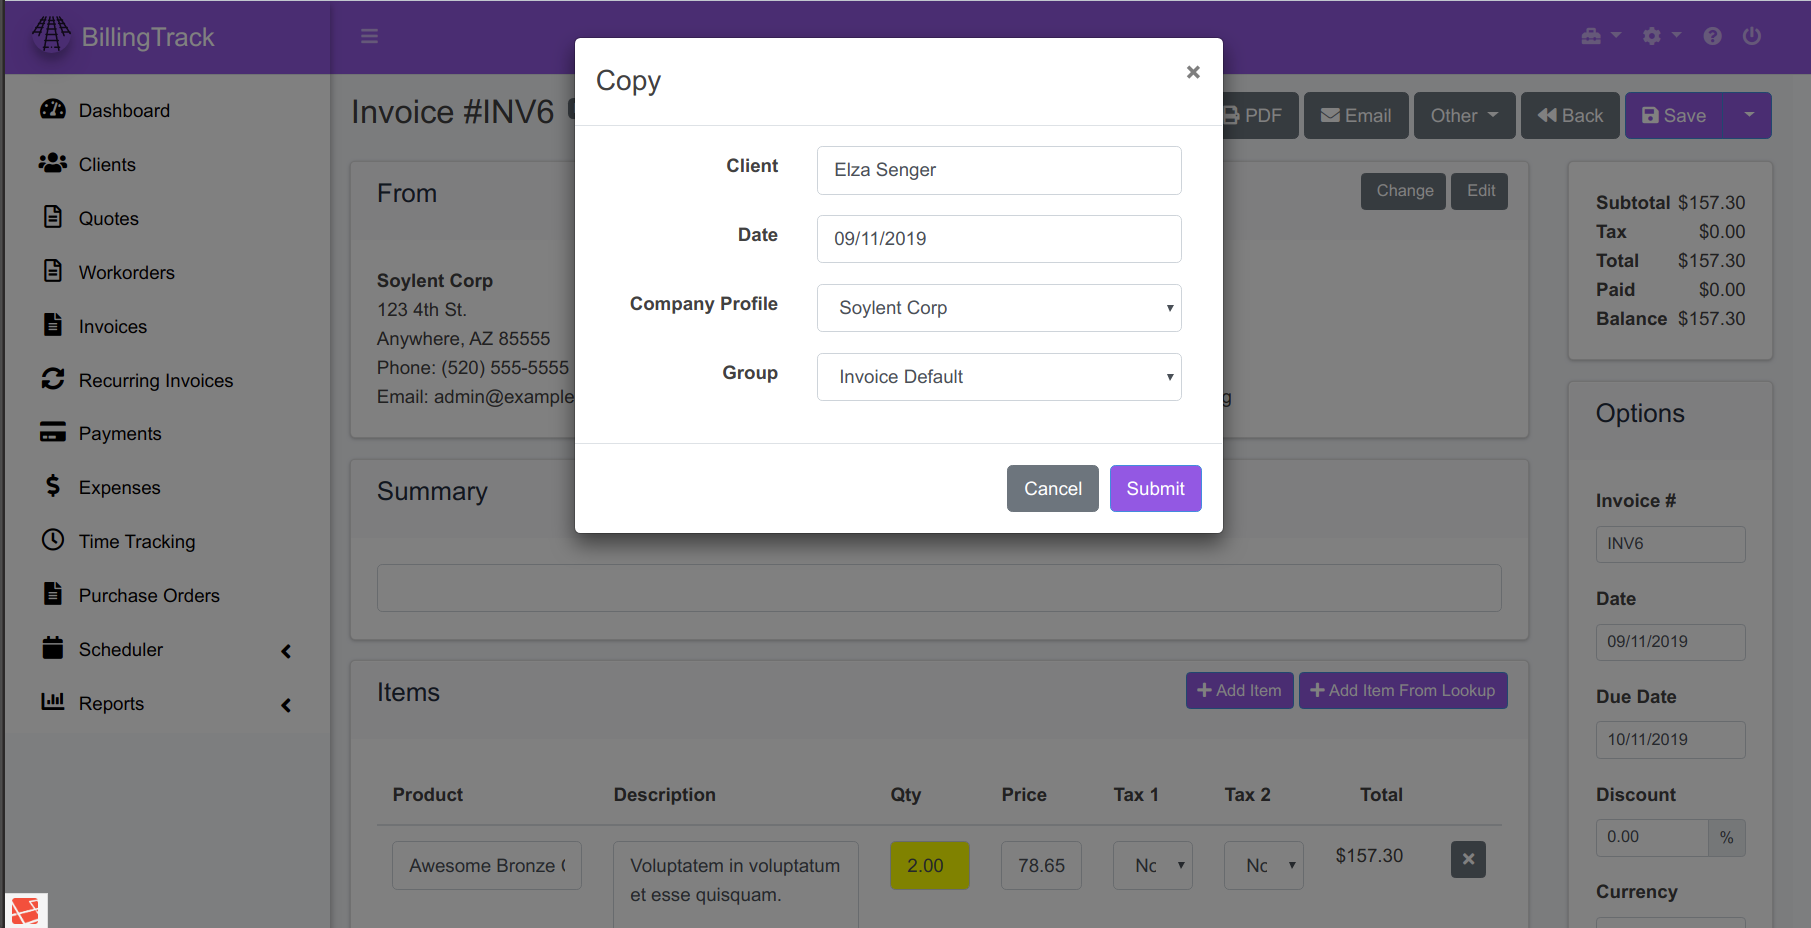 BillingTrack
Dashboard
Clients
Quotes
Workorders
Invoices
Recurring Invoices
Payments
Expenses
Time Tracking
Purchase Orders
Scheduler
Reports
Invoice #INV6
PDF
Email
Other
Back
Save
Copy
×
Client
Elza Senger
Date
09/11/2019
Company Profile
Soylent Corp
Group
Invoice Default
Cancel
Submit
From
Change
Edit
Soylent Corp
123 4th St.
Anywhere, AZ 85555
Phone: (520) 555-5555
Email: admin@example
g
Summary
Items
Add Item
Add Item From Lookup
Product Description Qty Price Tax 1 Tax 2 Total
Awesome Bronze
Voluptatem in voluptatum
et esse quisquam.
2.00
78.65
No
No
$157.30
Subtotal $157.30
Tax $0.00
Total $157.30
Paid $0.00
Balance $157.30
Options
Invoice #
INV6
Date
09/11/2019
Due Date
10/11/2019
Discount
0.00 %
Currency